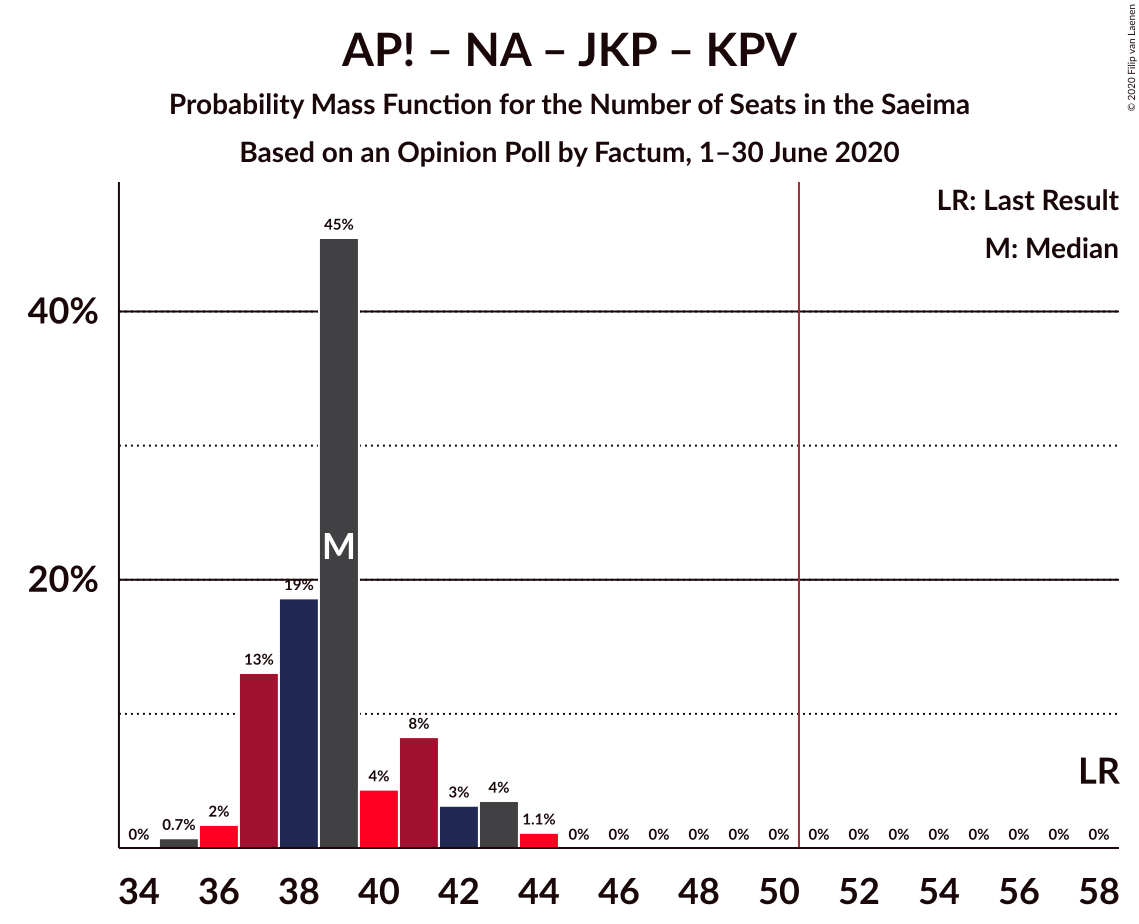 AP! – NA – JKP – KPV
Probability Mass Function for the Number of Seats in the Saeima
Based on an Opinion Poll by Factum, 1–30 June 2020
© 2020 Filip van Laenen
LR: Last Result
M: Median
40%
20%
0% 0.7% 2% 13% 19% 45% 4% 8% 3% 4% 1.1% 0% 0% 0% 0% 0% 0% 0% 0% 0% 0% 0% 0% 0% 0%
M
LR
34 36 38 40 42 44 46 48 50 52 54 56 58